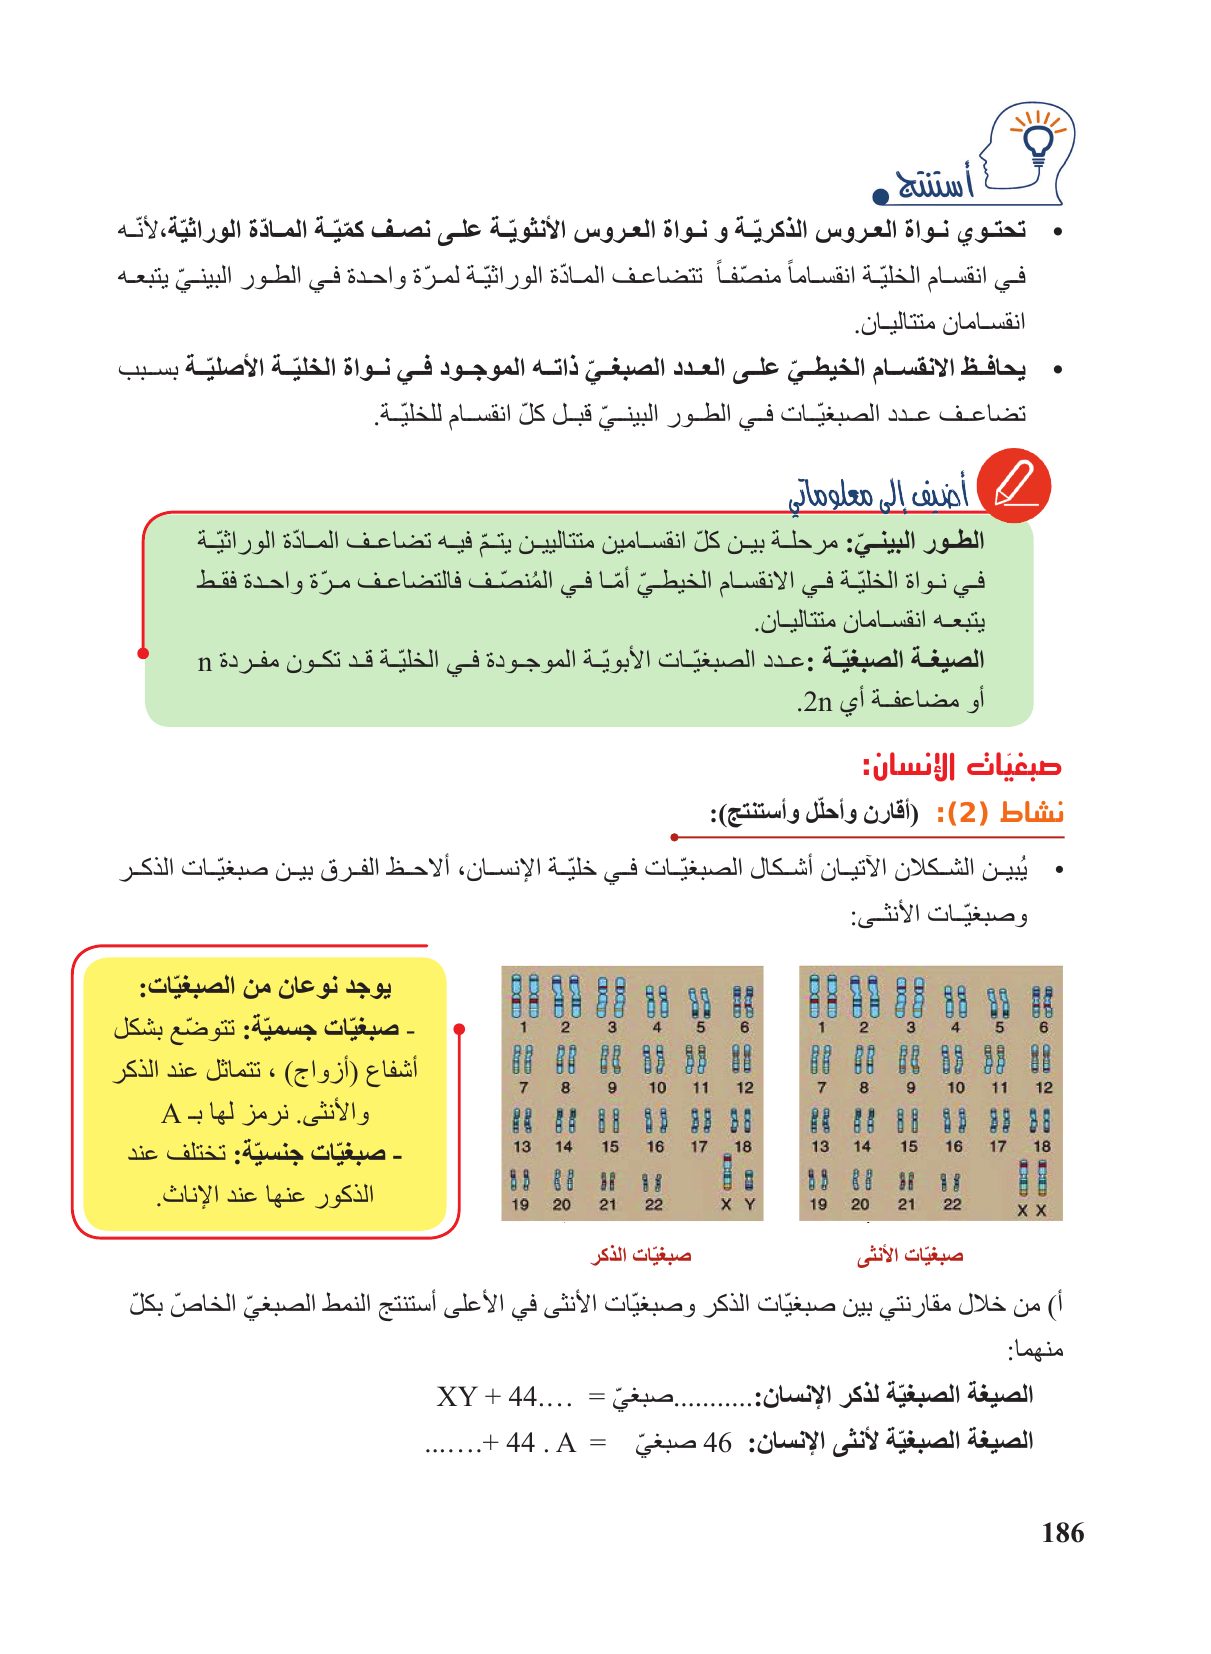 أستنتج
• تحتوي نواة العروس الذكريّة و نواة العروس الأنثويّة على نصف كمّيّة المادّة الوراثيّة،لأنّه
في انقسام الخليّة انقساماً منصّفاً تتضاعف المادّة الوراثيّة لمرّة واحدة في الطور البينيّ يتبعه
انقسامان متتاليان.
• يحافظ الانقسام الخيطيّ على العدد الصبغيّ ذاته الموجود في نواة الخليّة الأصليّة بسبب
تضاعف عدد الصبغيّات في الطور البينيّ قبل كلّ انقسام للخليّة.
أضيف إلى معلوماتي
الطور البينيّ: مرحلة بين كلّ انقسامين متتاليين يتمّ فيه تضاعف المادّة الوراثيّة
في نواة الخليّة في الانقسام الخيطيّ أمّا في المُنصّف فالتضاعف مرّة واحدة فقط
يتبعه انقسامان متتاليان.
الصيغة الصبغيّة :عدد الصبغيّات الأبويّة الموجودة في الخليّة قد تكون مفردة n
أو مضاعفة أي 2n.
صبغيّات الإنسان:
نشاط (2): (أقارن وأحلّل وأستنتج):
• يُبين الشكلان الآتيان أشكال الصبغيّات في خليّة الإنسان، ألاحظ الفرق بين صبغيّات الذكر
وصبغيّات الأنثى:
1 2 3 4 5 6
7 8 9 10 11 12
13 14 15 16 17 18
19 20 21 22 X X
صبغيّات الأنثى
1 2 3 4 5 6
7 8 9 10 11 12
13 14 15 16 17 18
19 20 21 22 X Y
صبغيّات الذكر
يوجد نوعان من الصبغيّات:
- صبغيّات جسميّة: تتوضّع بشكل
أشفاع (أزواج) ، تتماثل عند الذكر
والأنثى. نرمز لها بـ A
- صبغيّات جنسيّة: تختلف عند
الذكور عنها عند الإناث.
أ) من خلال مقارنتي بين صبغيّات الذكر وصبغيّات الأنثى في الأعلى أستنتج النمط الصبغيّ الخاصّ بكلّ
منهما:
الصيغة الصبغيّة لذكر الإنسان:...........صبغيّ = ....XY + 44
الصيغة الصبغيّة لأنثى الإنسان: 46 صبغيّ = 44 . A +.......
186